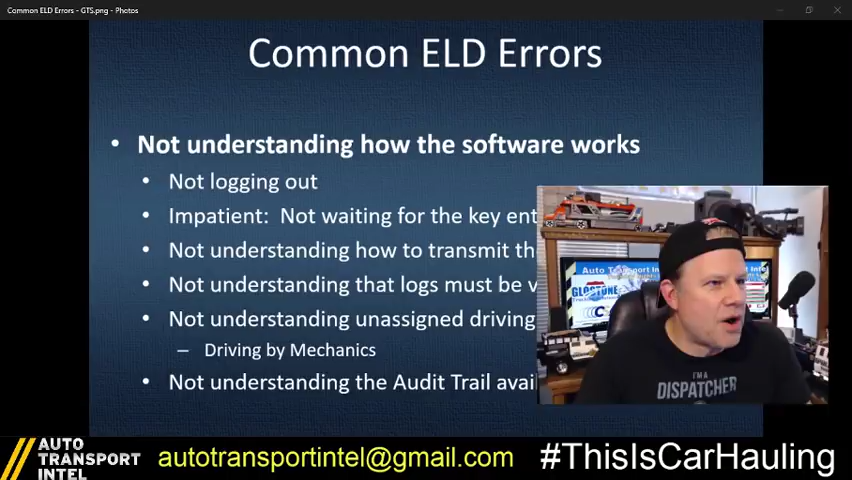 Common ELD Errors - GTS.png - Photos
Common ELD Errors
• Not understanding how the software works
• Not logging out
• Impatient: Not waiting for the key ent
• Not understanding how to transmit th
• Not understanding that logs must be v
• Not understanding unassigned driving
– Driving by Mechanics
• Not understanding the Audit Trail avai
Auto Transport Int
Intel
GLOSTONE
I'M A
DISPATCHER
AUTO
TRANSPORT
INTEL
autotransportintel@gmail.com
#ThisIsCarHauling